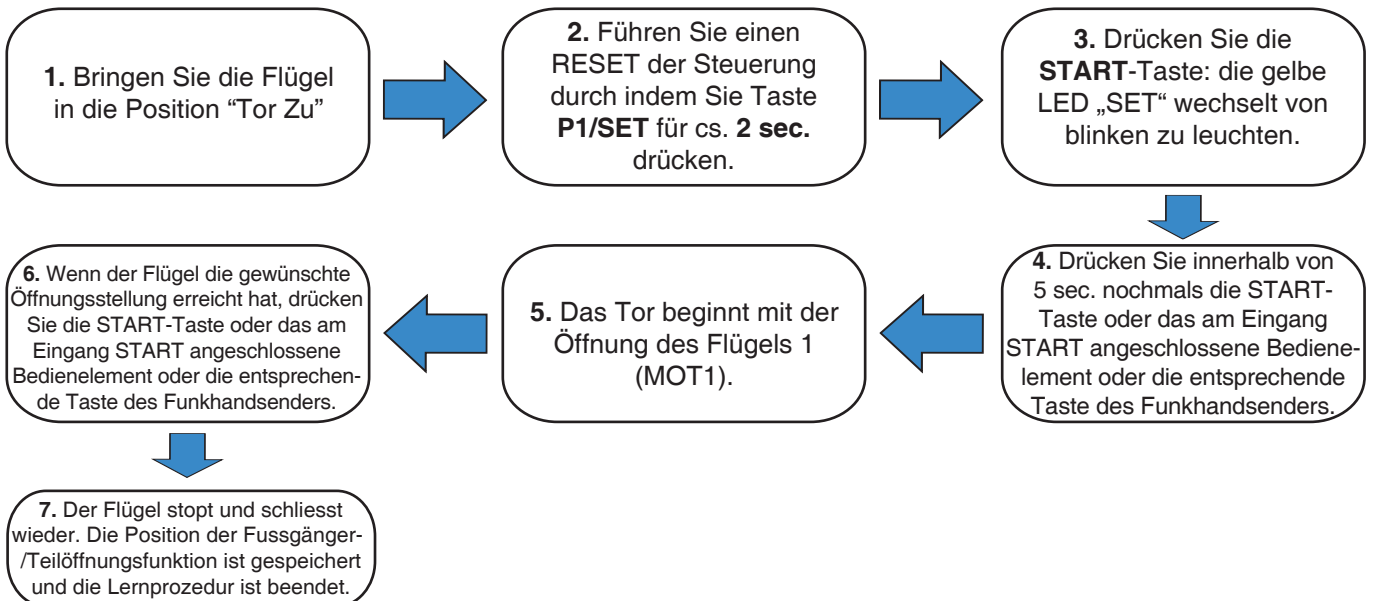 1. Bringen Sie die Flügel
in die Position “Tor Zu”
2. Führen Sie einen
RESET der Steuerung
durch indem Sie Taste
P1/SET für cs. 2 sec.
drücken.
3. Drücken Sie die
START-Taste: die gelbe
LED „SET“ wechselt von
blinken zu leuchten.
4. Drücken Sie innerhalb von
5 sec. nochmals die START-
Taste oder das am Eingang
START angeschlossene Bediene-
lement oder die entsprechende
Taste des Funkhandsenders.
5. Das Tor beginnt mit der
Öffnung des Flügels 1
(MOT1).
6. Wenn der Flügel die gewünschte
Öffnungsstellung erreicht hat, drücken
Sie die START-Taste oder das am
Eingang START angeschlossene
Bedienelement oder die entsprechen-
de Taste des Funkhandsenders.
7. Der Flügel stopt und schliesst
wieder. Die Position der Fussgänger-
/Teilöffnungsfunktion ist gespeichert
und die Lernprozedur ist beendet.